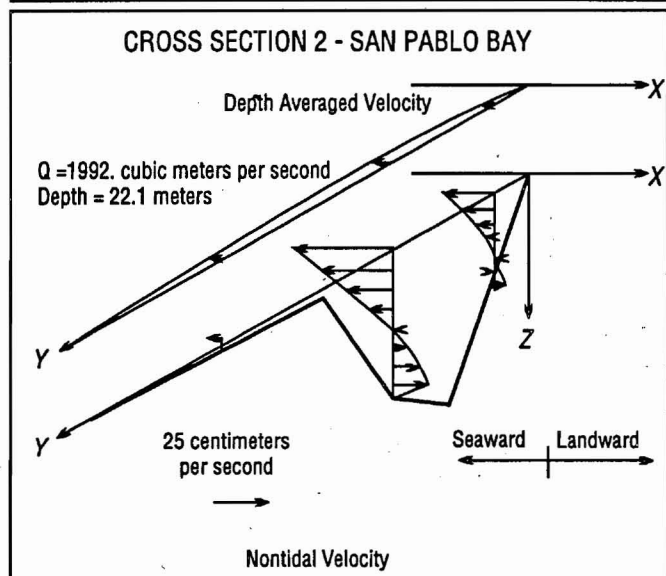 CROSS SECTION 2 - SAN PABLO BAY
X
Depth Averaged Velocity
Q =1992. cubic meters per second
Depth = 22.1 meters
X
Y
Z
Y
25 centimeters
per second
Seaward
Landward
Nontidal Velocity